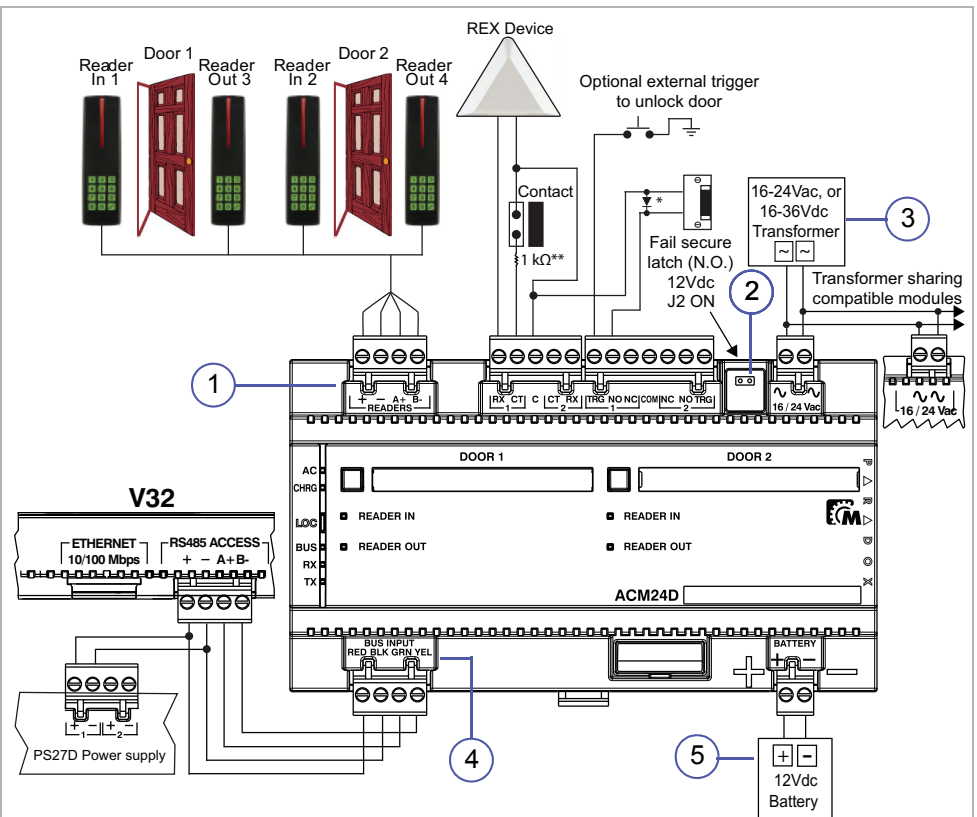 REX Device
Door 1
Door 2
Reader
In 1
Reader
Out 3
Reader
In 2
Reader
Out 4
Optional external trigger
to unlock door
Contact
1 kΩ**
*
Fail secure
latch (N.O.)
12Vdc
J2 ON
2
16-24Vac, or
16-36Vdc
Transformer
~ ~
3
Transformer sharing
compatible modules
1
+ − A+ B-
READERS
RX CT C CT RX
1 2
TRG NO NC COM NC NO TRG
1 2
16 / 24 Vac
16 / 24 Vac
DOOR 1
DOOR 2
AC
CHRG
LOC
BUS
RX
TX
READER IN
READER OUT
READER IN
READER OUT
M
PARADOX
ACM24D
V32
ETHERNET
10/100 Mbps
RS485 ACCESS
+ − A+ B-
BUS INPUT
RED BLK GRN YEL
BATTERY
+ −
+ −
+ - + -
1 2
PS27D Power supply
4
5
+ −
12Vdc
Battery